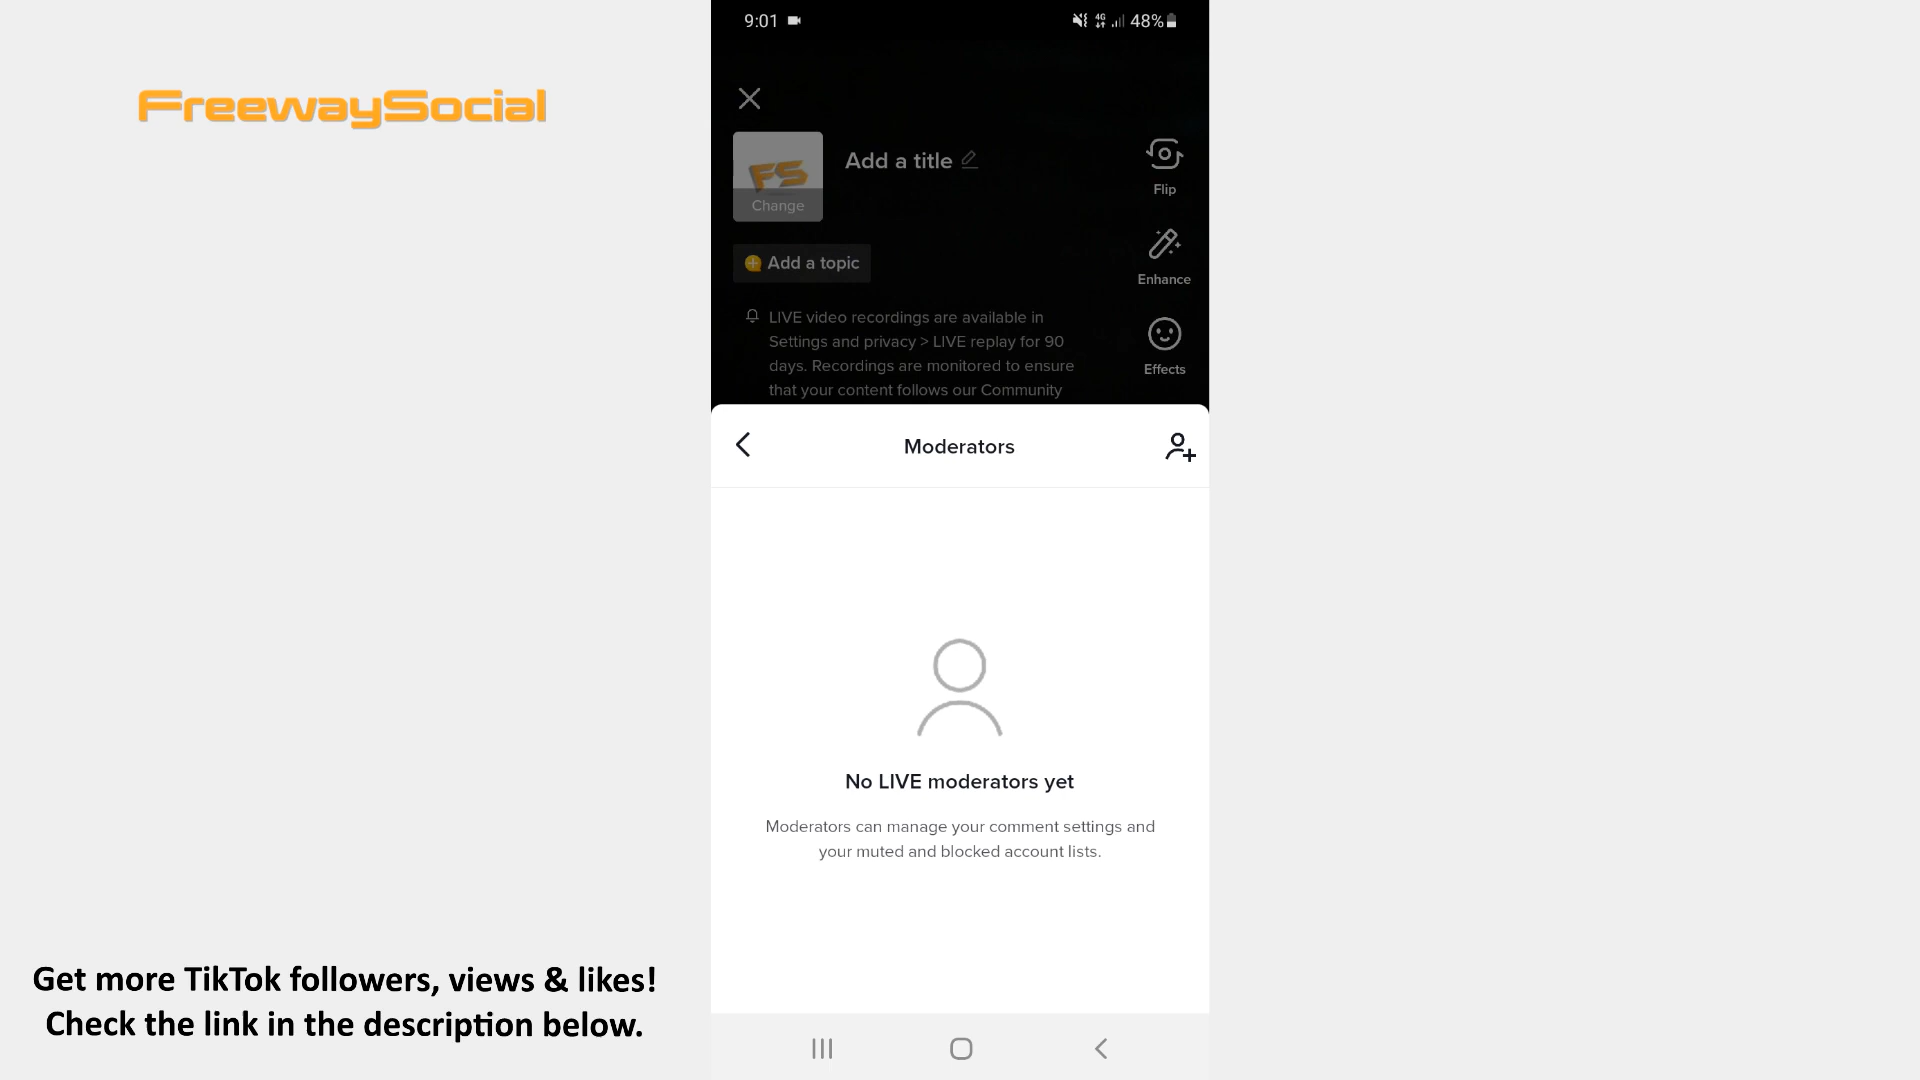 FreewaySocial
9:01
4G 48%
FS
Change
Add a title
Flip
Add a topic
Enhance
LIVE video recordings are available in
Settings and privacy > LIVE replay for 90
days. Recordings are monitored to ensure
that your content follows our Community
Effects
Moderators
No LIVE moderators yet
Moderators can manage your comment settings and
your muted and blocked account lists.
Get more TikTok followers, views & likes!
Check the link in the description below.